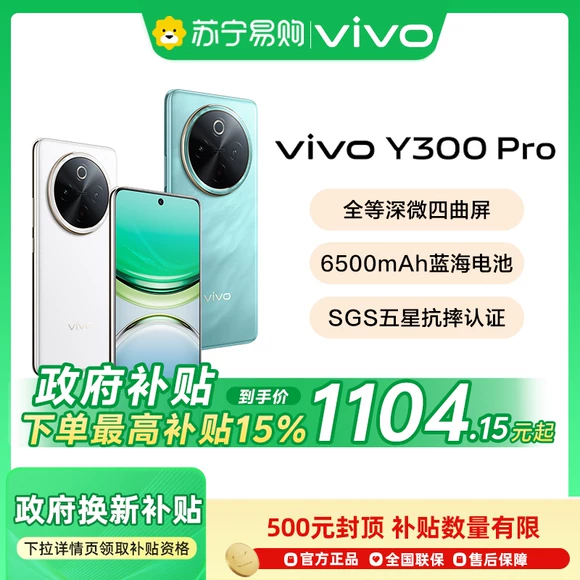 苏宁易购 | vivo
vivo Y300 Pro
全等深微四曲屏
6500mAh蓝海电池
SGS五星抗摔认证
vivo
vivo
政府补贴
下单最高补贴15%
到手价
1104.15元起
政府换新补贴
下拉详情页领取补贴资格
500元封顶 补贴数量有限
官方正品 全国联保 售后保障